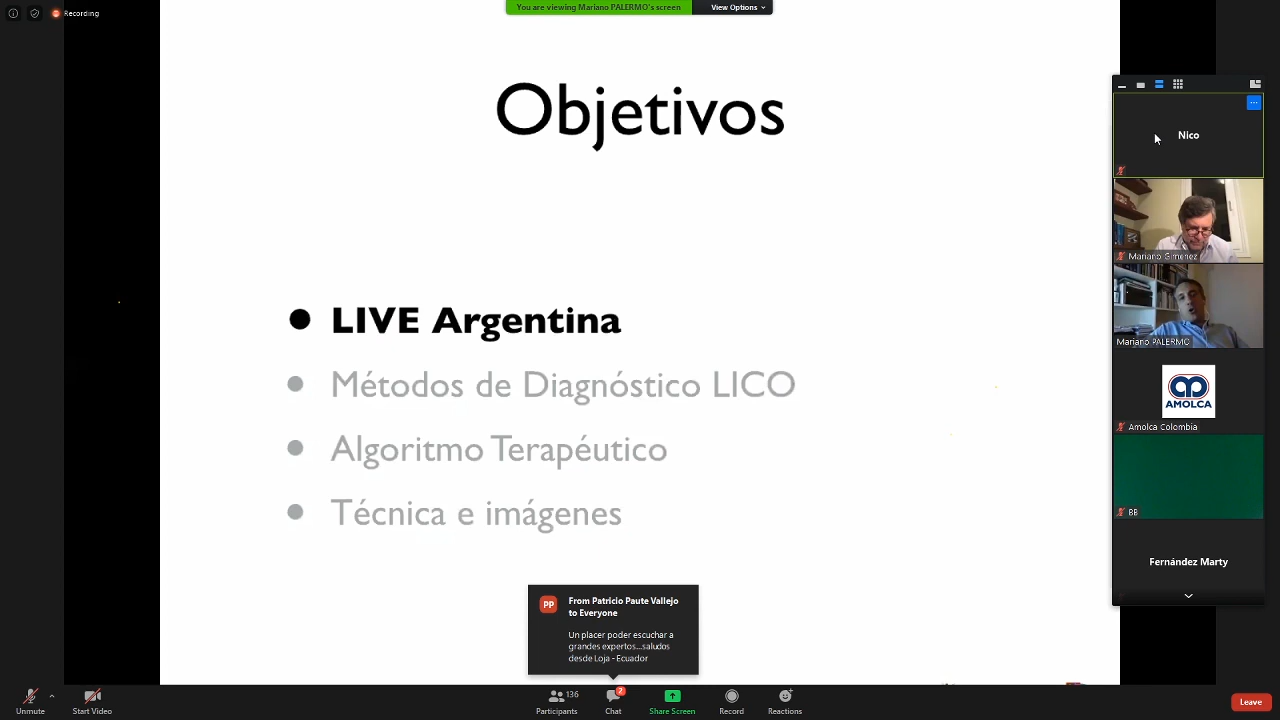 Recording
You are viewing Mariano PALERMO's screen
View Options
Objetivos
LIVE Argentina
Métodos de Diagnóstico LICO
Algoritmo Terapéutico
Técnica e imágenes
Nico
Mariano Gimenez
Mariano PALERMO
AMOLCA
Amolca Colombia
BB
Fernández Marty
PP
From Patricio Paute Vallejo
to Everyone
Un placer poder escuchar a
grandes expertos....saludos
desde Loja - Ecuador
Unmute
Start Video
136
Participants
2
Chat
Share Screen
Record
Reactions
Leave